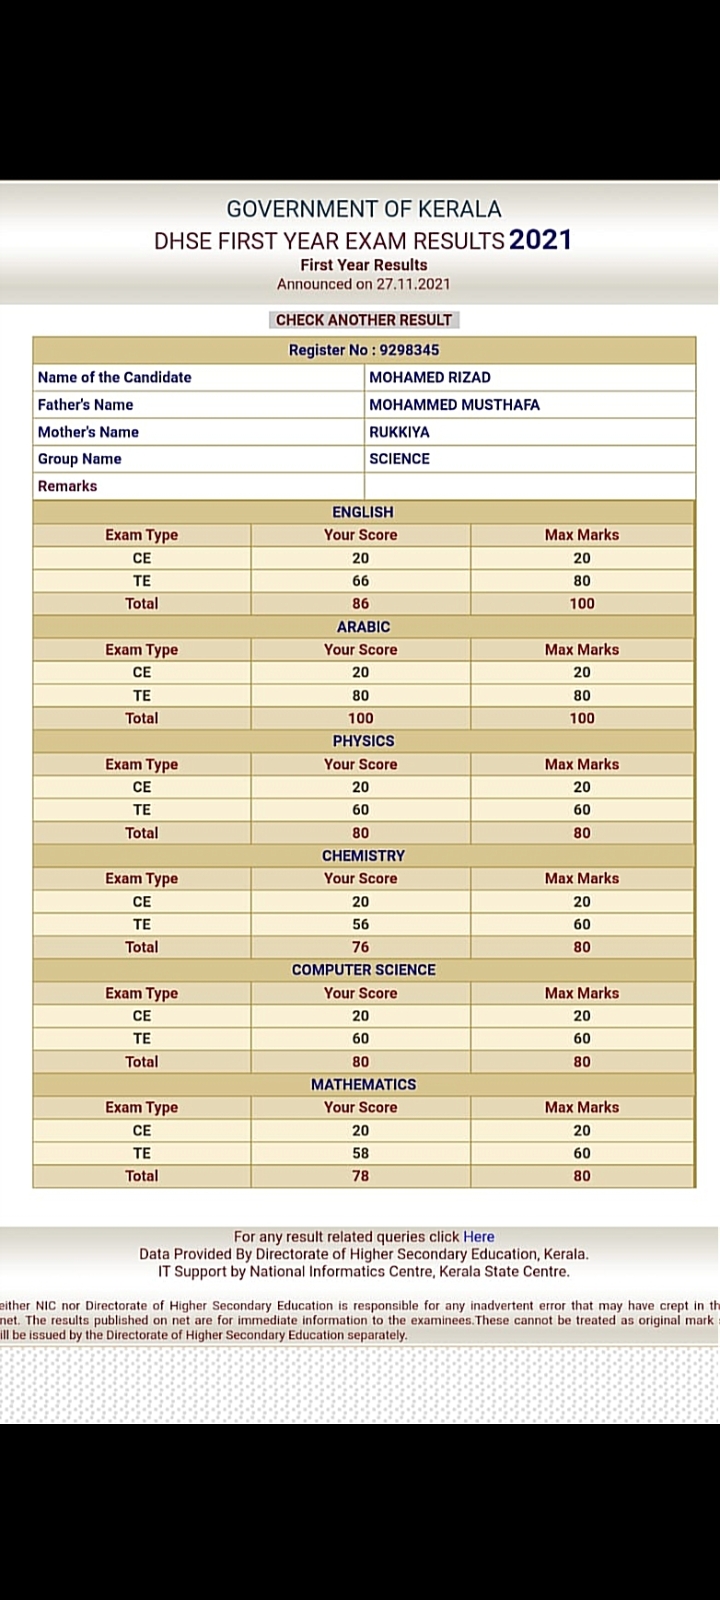 GOVERNMENT OF KERALA
DHSE FIRST YEAR EXAM RESULTS 2021
First Year Results
Announced on 27.11.2021
CHECK ANOTHER RESULT
Register No : 9298345
Name of the Candidate MOHAMED RIZAD
Father's Name MOHAMMED MUSTHAFA
Mother's Name RUKKIYA
Group Name SCIENCE
Remarks
ENGLISH
Exam Type Your Score Max Marks
CE 20 20
TE 66 80
Total 86 100
ARABIC
Exam Type Your Score Max Marks
CE 20 20
TE 80 80
Total 100 100
PHYSICS
Exam Type Your Score Max Marks
CE 20 20
TE 60 60
Total 80 80
CHEMISTRY
Exam Type Your Score Max Marks
CE 20 20
TE 56 60
Total 76 80
COMPUTER SCIENCE
Exam Type Your Score Max Marks
CE 20 20
TE 60 60
Total 80 80
MATHEMATICS
Exam Type Your Score Max Marks
CE 20 20
TE 58 60
Total 78 80
For any result related queries click Here
Data Provided By Directorate of Higher Secondary Education, Kerala.
IT Support by National Informatics Centre, Kerala State Centre.
either NIC nor Directorate of Higher Secondary Education is responsible for any inadvertent error that may have crept in th
net. The results published on net are for immediate information to the examinees.These cannot be treated as original mark
ill be issued by the Directorate of Higher Secondary Education separately.